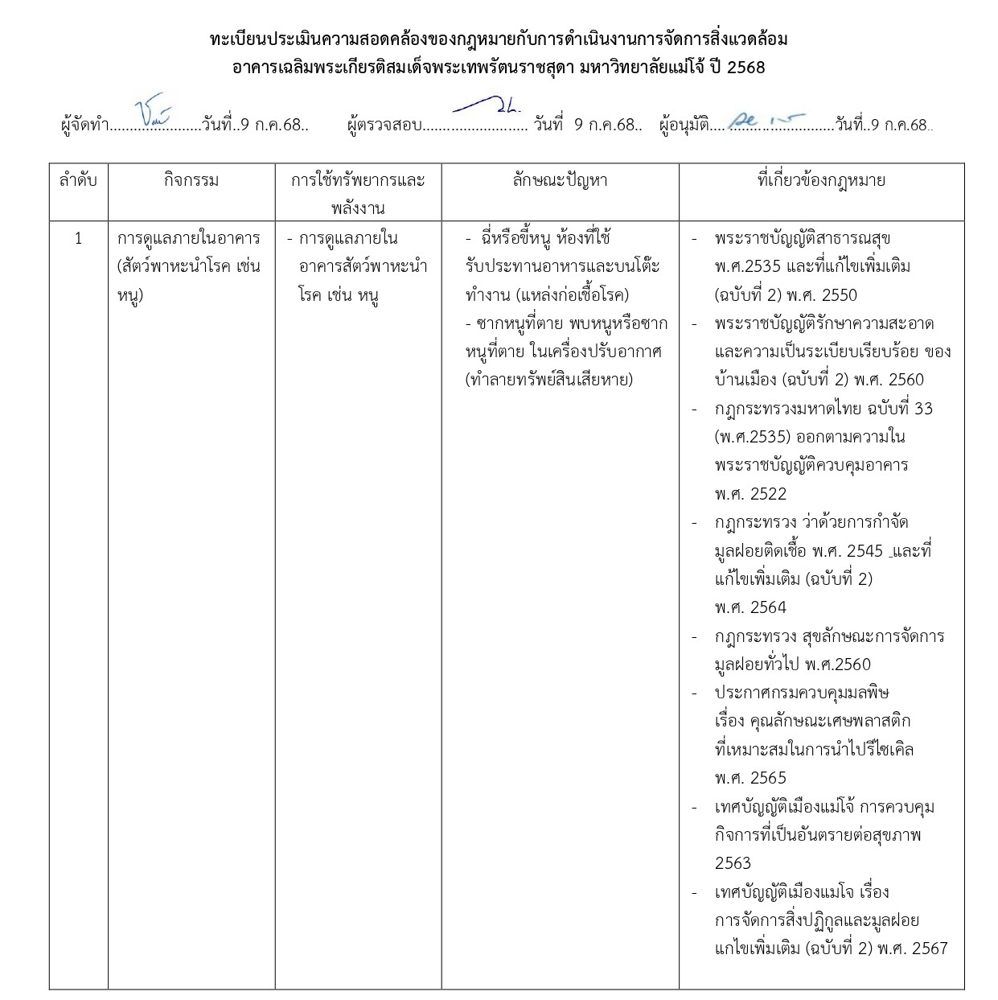 ทะเบียนประเมินความสอดคล้องของกฎหมายกับการดำเนินงานการจัดการสิ่งแวดล้อม
อาคารเฉลิมพระเกียรติสมเด็จพระเทพรัตนราชสุดา มหาวิทยาลัยแม่โจ้ ปี 2568
ผู้จัดทำ.......................วันที่..9 ก.ค.68.. ผู้ตรวจสอบ.......................... วันที่ 9 ก.ค.68.. ผู้อนุมัติ...............................วันที่..9 ก.ค.68..
ลำดับ กิจกรรม การใช้ทรัพยากรและ ลักษณะปัญหา ที่เกี่ยวข้องกฎหมาย
พลังงาน
1
การดูแลภายในอาคาร
(สัตว์พาหะนำโรค เช่น
หนู)
- การดูแลภายใน
อาคารสัตว์พาหะนำ
โรค เช่น หนู
- ฉี่หรือขี้หนู ห้องที่ใช้
รับประทานอาหารและบนโต๊ะ
ทำงาน (แหล่งก่อเชื้อโรค)
- ซากหนูที่ตาย พบหนูหรือซาก
หนูที่ตาย ในเครื่องปรับอากาศ
(ทำลายทรัพย์สินเสียหาย)
- พระราชบัญญัติสาธารณสุข
พ.ศ.2535 และที่แก้ไขเพิ่มเติม
(ฉบับที่ 2) พ.ศ. 2550
- พระราชบัญญัติรักษาความสะอาด
และความเป็นระเบียบเรียบร้อย ของ
บ้านเมือง (ฉบับที่ 2) พ.ศ. 2560
- กฎกระทรวงมหาดไทย ฉบับที่ 33
(พ.ศ.2535) ออกตามความใน
พระราชบัญญัติควบคุมอาคาร
พ.ศ. 2522
- กฎกระทรวง ว่าด้วยการกำจัด
มูลฝอยติดเชื้อ พ.ศ. 2545 และที่
แก้ไขเพิ่มเติม (ฉบับที่ 2)
พ.ศ. 2564
- กฎกระทรวง สุขลักษณะการจัดการ
มูลฝอยทั่วไป พ.ศ.2560
- ประกาศกรมควบคุมมลพิษ
เรื่อง คุณลักษณะเศษพลาสติก
ที่เหมาะสมในการนำไปรีไซเคิล
พ.ศ. 2565
- เทศบัญญัติเมืองแม่โจ้ การควบคุม
กิจการที่เป็นอันตรายต่อสุขภาพ
2563
- เทศบัญญัติเมืองแมโจ เรื่อง
การจัดการสิ่งปฏิกูลและมูลฝอย
แกไขเพิ่มเติม (ฉบับที่ 2) พ.ศ. 2567